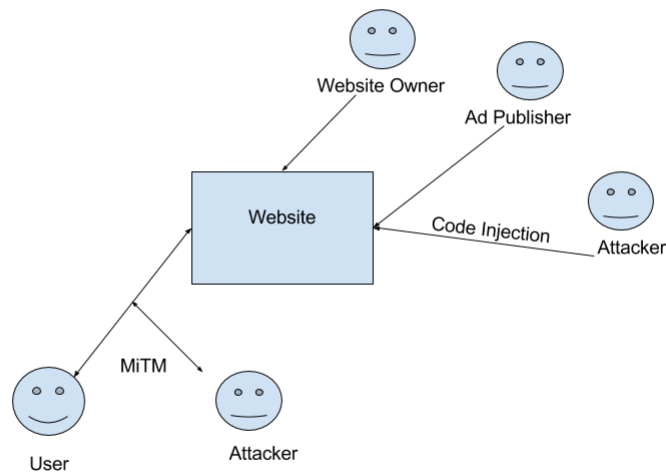 Website Owner
Ad Publisher
Website
Code Injection
Attacker
MiTM
User
Attacker